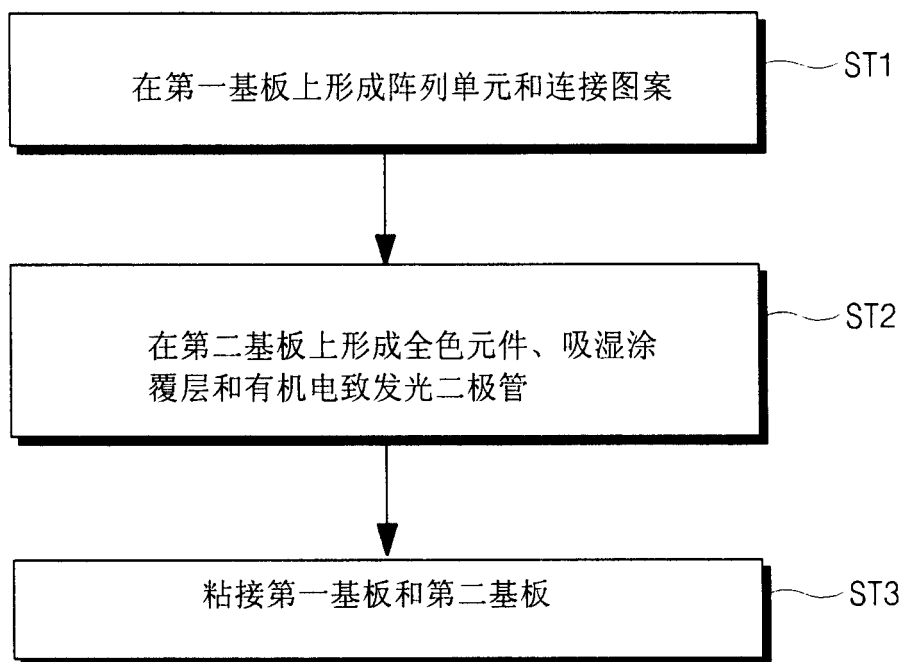 在第一基板上形成阵列单元和连接图案
ST1
在第二基板上形成全色元件、吸湿涂
覆层和有机电致发光二极管
ST2
粘接第一基板和第二基板
ST3